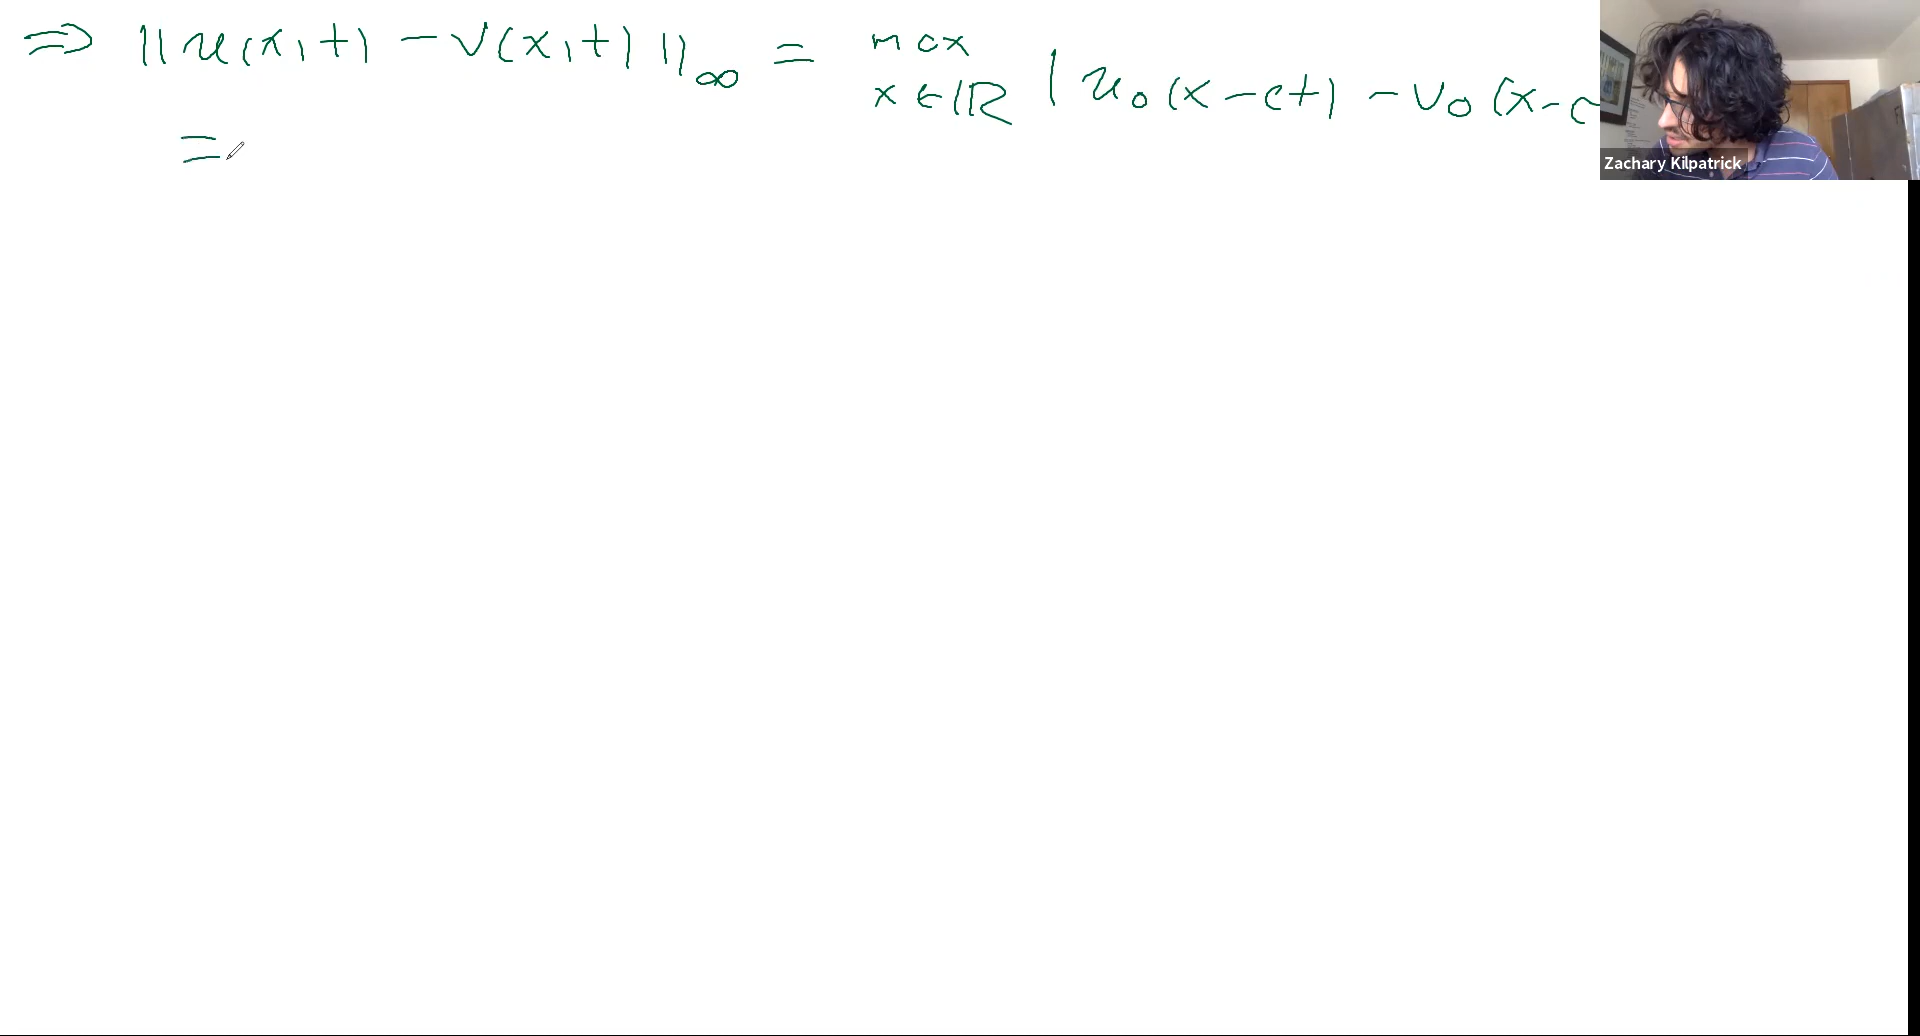 ⇒ ||u(x,t) - v(x,t)||∞ = max x∈ℝ |u₀(x-ct) - v₀(x-c
=
Zachary Kilpatrick